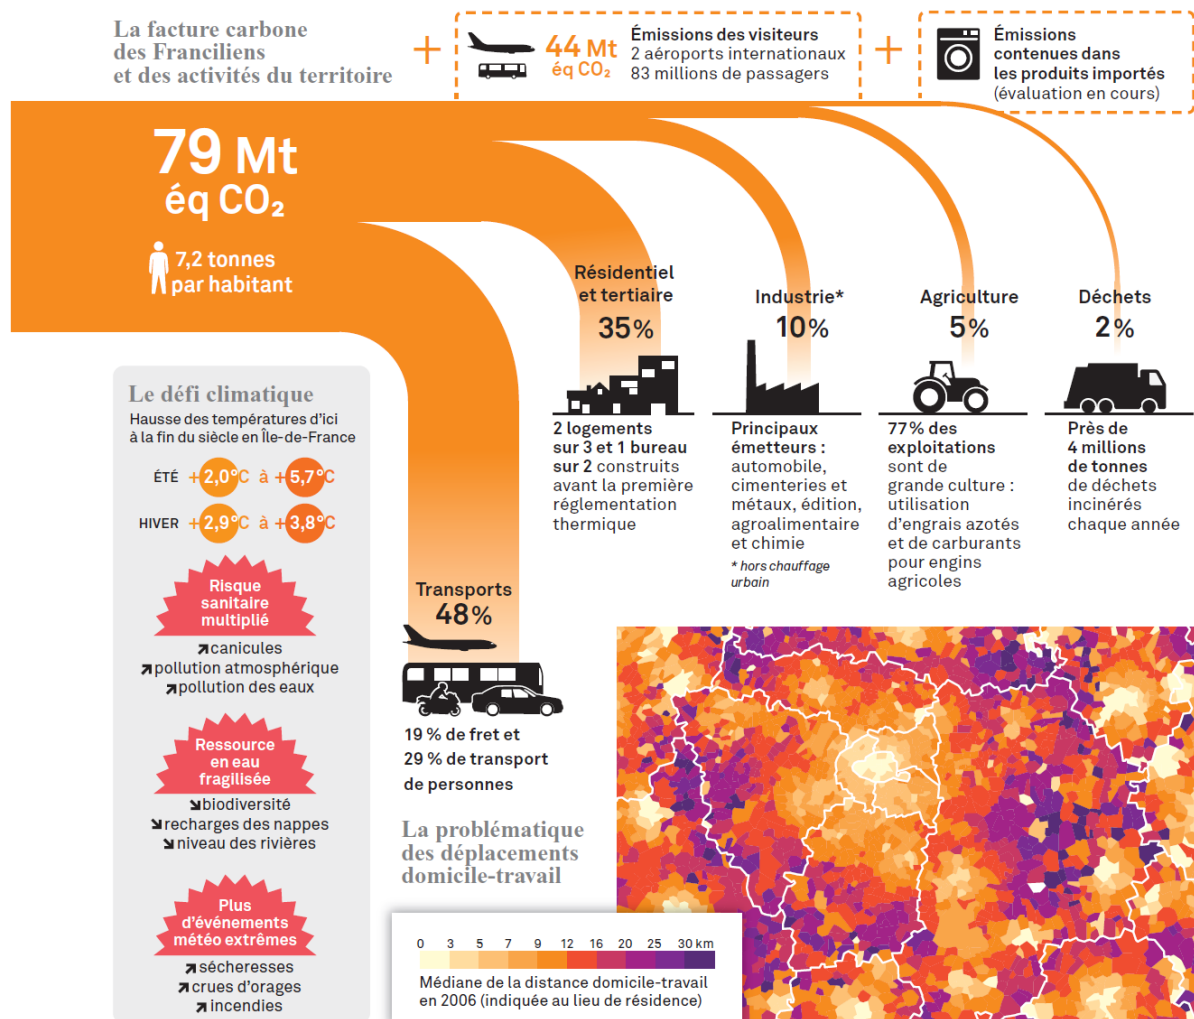 La facture carbone
des Franciliens
et des activités du territoire
+
44 Mt
éq CO₂
Émissions des visiteurs
2 aéroports internationaux
83 millions de passagers
+
Émissions
contenues dans
les produits importés
(évaluation en cours)
79 Mt
éq CO₂
7,2 tonnes
par habitant
Résidentiel
et tertiaire
35%
2 logements
sur 3 et 1 bureau
sur 2 construits
avant la première
réglementation
thermique
Industrie*
10%
Principaux
émetteurs :
automobile,
cimenteries et
métaux, édition,
agroalimentaire
et chimie
* hors chauffage
urbain
Agriculture
5%
77% des
exploitations
sont de
grande culture :
utilisation
d'engrais azotés
et de carburants
pour engins
agricoles
Déchets
2%
Près de
4 millions
de tonnes
de déchets
incinérés
chaque année
Le défi climatique
Hausse des températures d'ici
à la fin du siècle en Île-de-France
ÉTÉ +2,0°C à +5,7°C
HIVER +2,9°C à +3,8°C
Risque
sanitaire
multiplié
↗canicules
↗pollution atmosphérique
↗pollution des eaux
Ressource
en eau
fragilisée
↘biodiversité
↘recharges des nappes
↘niveau des rivières
Plus
d'événements
météo extrêmes
↗sécheresses
↗crues d'orages
↗incendies
Transports
48%
19 % de fret et
29 % de transport
de personnes
La problématique
des déplacements
domicile-travail
0 3 5 7 9 12 16 20 25 30 km
Médiane de la distance domicile-travail
en 2006 (indiquée au lieu de résidence)